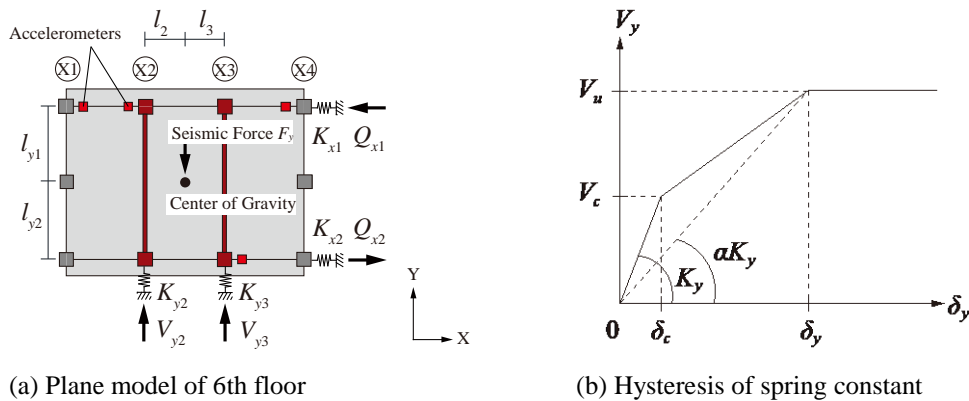 l2 l3
Accelerometers
X1 X2 X3 X4
Seismic Force Fy
ly1
Kx1 Qx1
Center of Gravity
ly2
Kx2 Qx2
Ky2 Ky3
Vy2 Vy3
Y
X
(a) Plane model of 6th floor
Vy
Vu
Vc
αKy
Ky
0 δc δy δy
(b) Hysteresis of spring constant